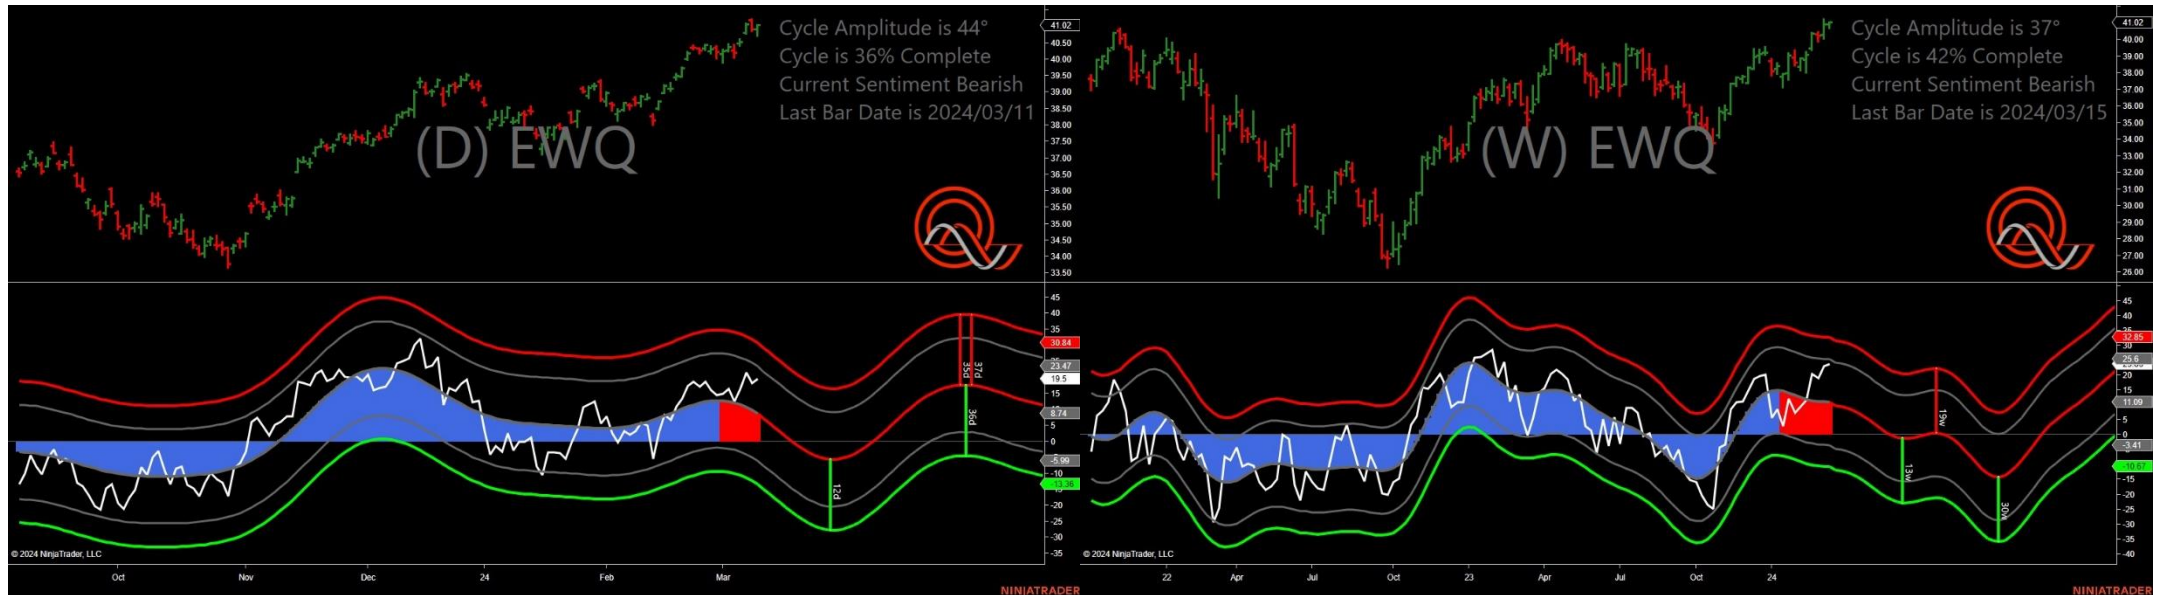 Cycle Amplitude is 44°
Cycle is 36% Complete
Current Sentiment Bearish
Last Bar Date is 2024/03/11
(D) EWQ
41.02
40.50
40.00
39.50
39.00
38.50
38.00
37.50
37.00
36.50
36.00
35.50
35.00
34.50
34.00
33.50
45
40
35
30.84
23.47
19.5
8.74
5
0
-5.99
-10
-13.36
-20
-25
-30
-35
12d
35d
37d
36d
© 2024 NinjaTrader, LLC
Oct
Nov
Dec
24
Feb
Mar
NINJATRADER
Cycle Amplitude is 37°
Cycle is 42% Complete
Current Sentiment Bearish
Last Bar Date is 2024/03/15
(W) EWQ
41.02
40.00
39.00
38.00
37.00
36.00
35.00
34.00
33.00
32.00
31.00
30.00
29.00
28.00
27.00
26.00
45
40
35
32.85
30
25.6
20
15
11.09
5
0
-3.41
-10.67
-15
-20
-25
-30
-35
-40
13w
19w
30w
© 2024 NinjaTrader, LLC
22
Apr
Jul
Oct
23
Apr
Jul
Oct
24
NINJATRADER